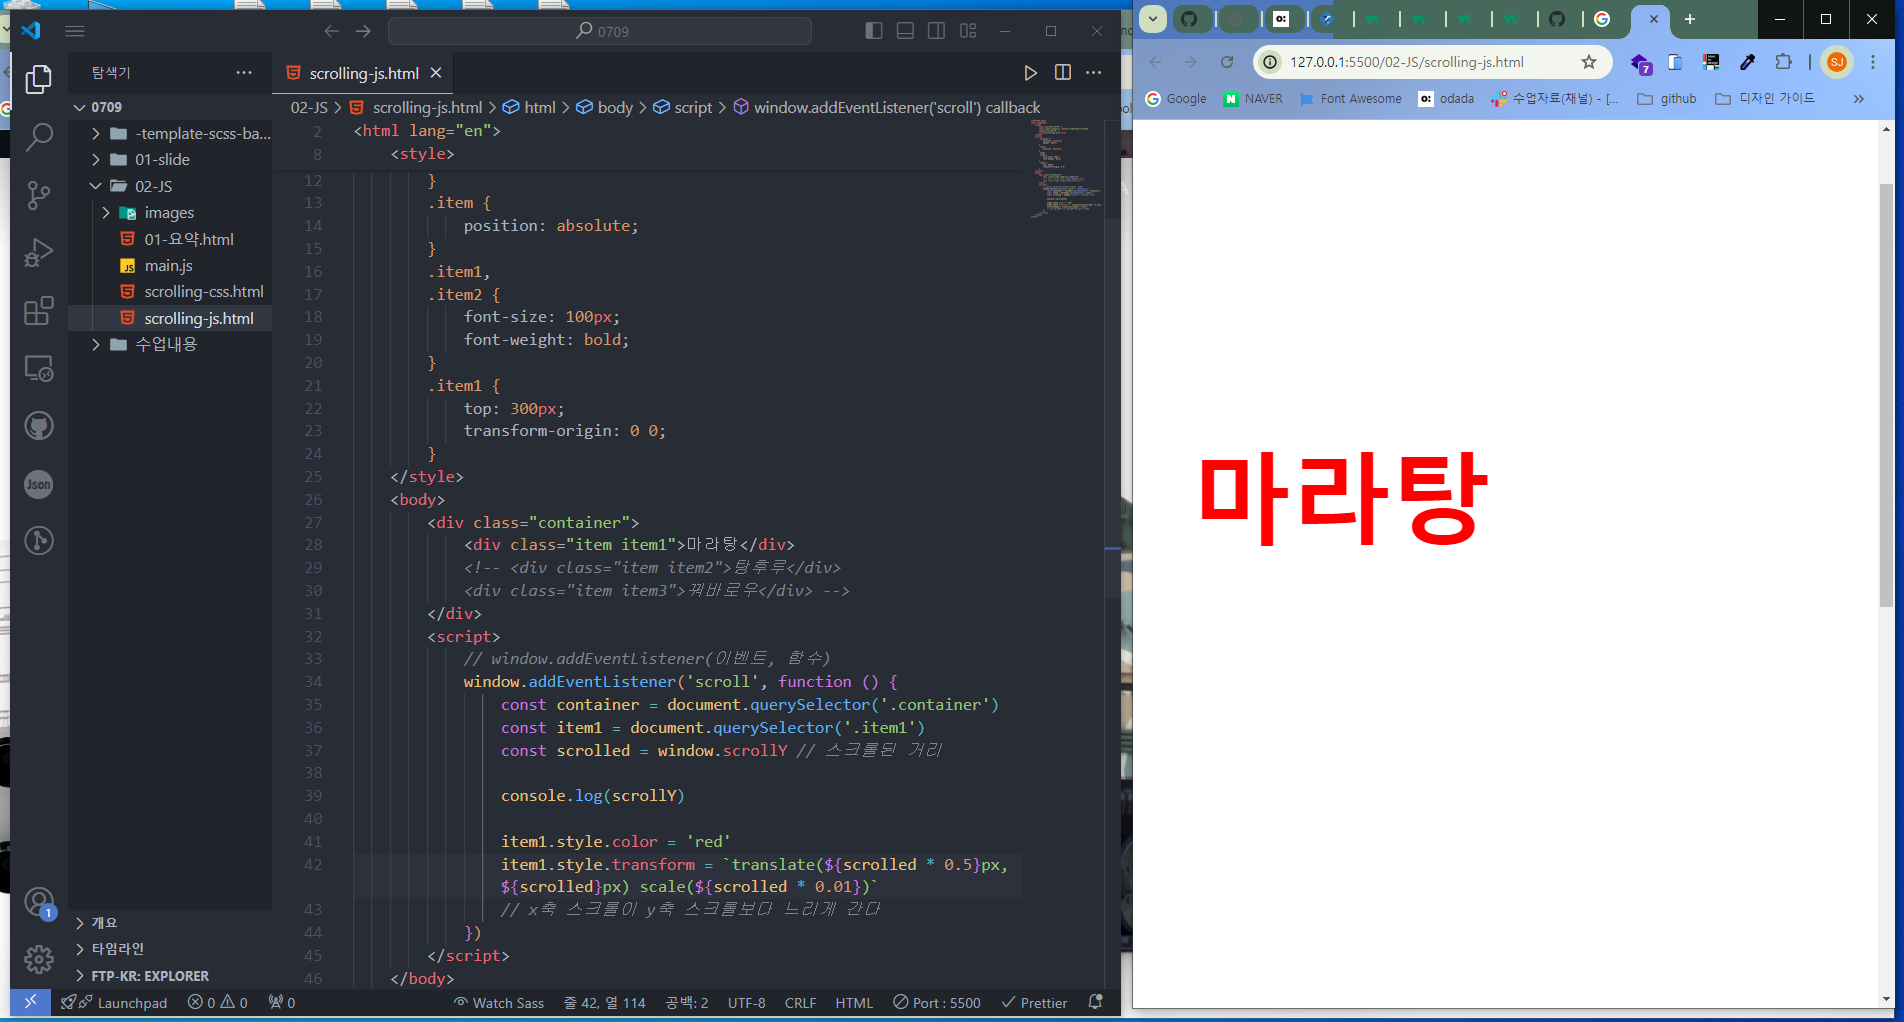 0709
탐색기
scrolling-js.html
0709
-template-scss-ba...
01-slide
02-JS
images
01-요약.html
main.js
scrolling-css.html
scrolling-js.html
수업내용
개요
타임라인
FTP-KR: EXPLORER
Json
1
02-JS > scrolling-js.html > html > body > script > window.addEventListener('scroll') callback
2 <html lang="en">
8 <style>
12 }
13 .item {
14 position: absolute;
15 }
16 .item1,
17 .item2 {
18 font-size: 100px;
19 font-weight: bold;
20 }
21 .item1 {
22 top: 300px;
23 transform-origin: 0 0;
24 }
25 </style>
26 <body>
27 <div class="container">
28 <div class="item item1">마라탕</div>
29 <!-- <div class="item item2">탕후루</div>
30 <div class="item item3">꿔바로우</div> -->
31 </div>
32 <script>
33 // window.addEventListener(이벤트, 함수)
34 window.addEventListener('scroll', function () {
35 const container = document.querySelector('.container')
36 const item1 = document.querySelector('.item1')
37 const scrolled = window.scrollY // 스크롤된 거리
38
39 console.log(scrollY)
40
41 item1.style.color = 'red'
42 item1.style.transform = `translate(${scrolled * 0.5}px,
${scrolled}px) scale(${scrolled * 0.01})`
43 // x축 스크롤이 y축 스크롤보다 느리게 간다
44 })
45 </script>
46 </body>
Launchpad 0 0 0 Watch Sass 줄 42, 열 114 공백: 2 UTF-8 CRLF HTML Port : 5500 Prettier
127.0.0.1:5500/02-JS/scrolling-js.html
7
SJ
Google NAVER Font Awesome odada 수업자료(채널) - [... github 디자인 가이드
마라탕